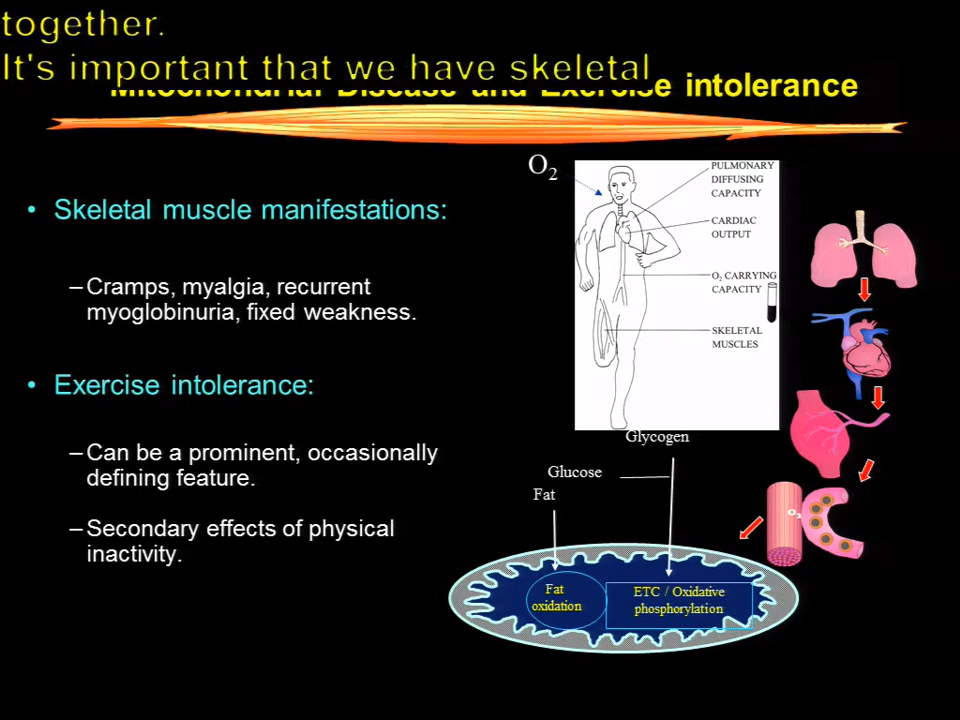 together.
It's important that we have skeletal
Mitochondrial Disease and Exercise intolerance
• Skeletal muscle manifestations:
– Cramps, myalgia, recurrent
myoglobinuria, fixed weakness.
• Exercise intolerance:
– Can be a prominent, occasionally
defining feature.
– Secondary effects of physical
inactivity.
O₂
PULMONARY
DIFFUSING
CAPACITY
CARDIAC
OUTPUT
O₂ CARRYING
CAPACITY
SKELETAL
MUSCLES
Glycogen
Glucose
Fat
O₂
Fat
oxidation
ETC / Oxidative
phosphorylation